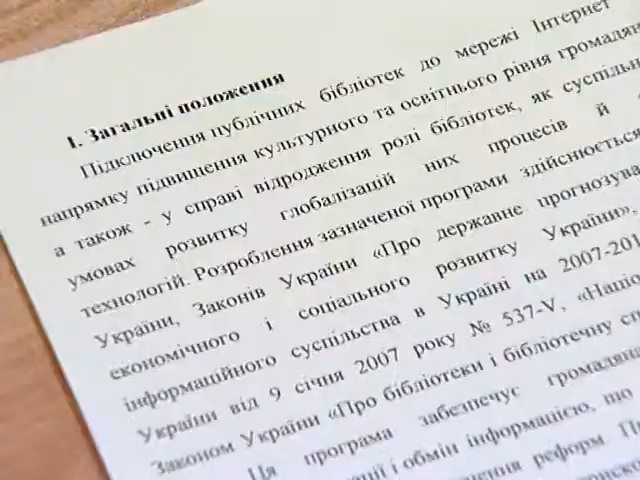 І. Загальні положення
Підключення публічних бібліотек до мережі Інтернет
напрямку підвищення культурного та освітнього рівня громадян
а також - у справі відродження ролі бібліотек, як суспільн
умовах розвитку глобалізацій них процесів й
технологій. Розроблення зазначеної програми здійснюється
України, Законів України «Про державне прогнозува
економічного і соціального розвитку України»,
інформаційного суспільства в Україні на 2007-201
України від 9 січня 2007 року № 537-V, «Націо
Законом України «Про бібліотеки і бібліотечну сп
Ця програма забезпечує громадян
ції і обмін інформацією, що
реформ.